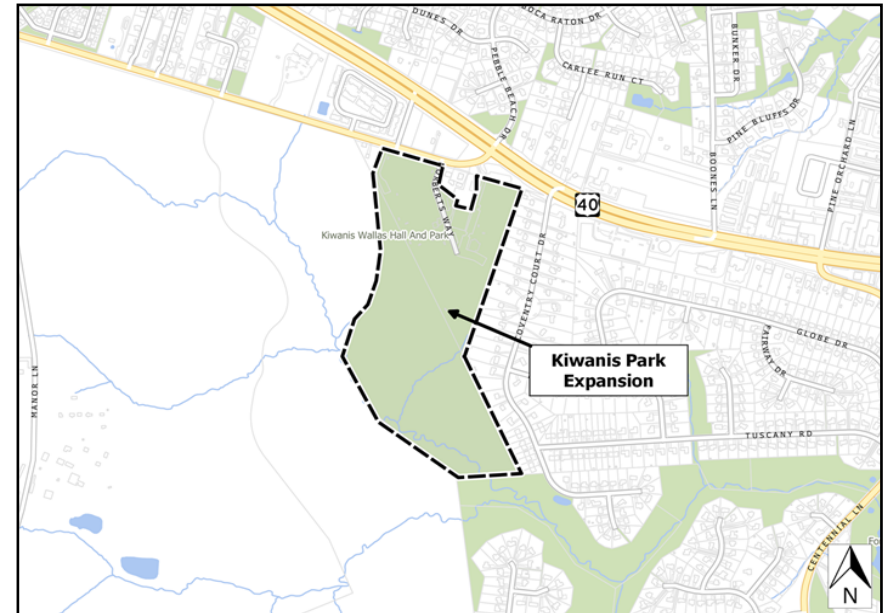 DUNES DR
BOCA RATON DR
PEBBLE BEACH DR
CARLEE RUN CT
BUNKER DR
PINE BLUFFS DR
BOONES LN
PINE ORCHARD LN
40
ROBERTS WAY
Kiwanis Wallas Hall And Park
COVENTRY COURT DR
GLOBE DR
FAIRWAY DR
Kiwanis Park
Expansion
MANOR LN
TUSCANY RD
CENTENNIAL LN
N